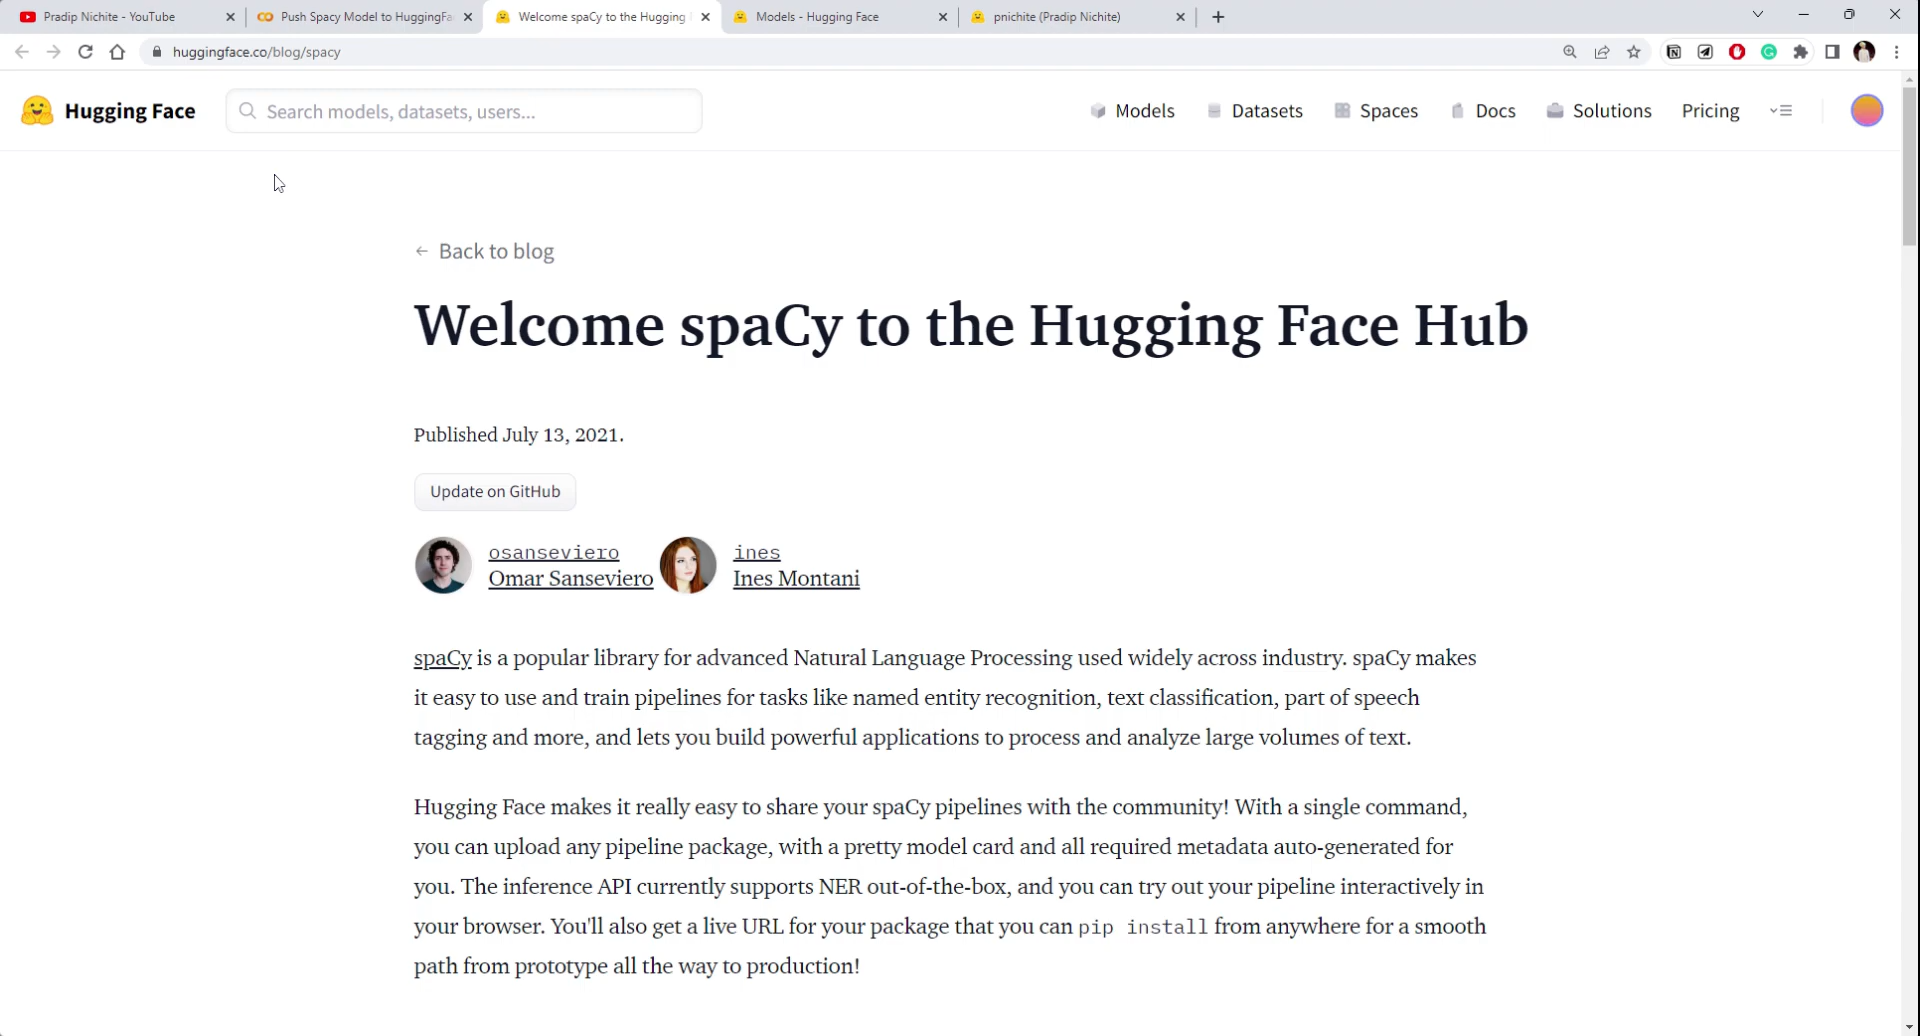 Pradip Nichite - YouTube
Push Spacy Model to HuggingFa
Welcome spaCy to the Hugging
Models - Hugging Face
pnichite (Pradip Nichite)
huggingface.co/blog/spacy
Hugging Face
Search models, datasets, users...
Models
Datasets
Spaces
Docs
Solutions
Pricing
← Back to blog
Welcome spaCy to the Hugging Face Hub
Published July 13, 2021.
Update on GitHub
osanseviero
Omar Sanseviero
ines
Ines Montani
spaCy is a popular library for advanced Natural Language Processing used widely across industry. spaCy makes
it easy to use and train pipelines for tasks like named entity recognition, text classification, part of speech
tagging and more, and lets you build powerful applications to process and analyze large volumes of text.
Hugging Face makes it really easy to share your spaCy pipelines with the community! With a single command,
you can upload any pipeline package, with a pretty model card and all required metadata auto-generated for
you. The inference API currently supports NER out-of-the-box, and you can try out your pipeline interactively in
your browser. You'll also get a live URL for your package that you can pip install from anywhere for a smooth
path from prototype all the way to production!